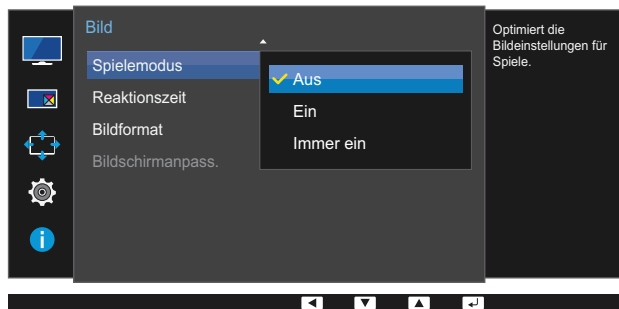 Bild
Spielemodus
Reaktionszeit
Bildformat
Bildschirmanpass.
Aus
Ein
Immer ein
Optimiert die
Bildeinstellungen für
Spiele.